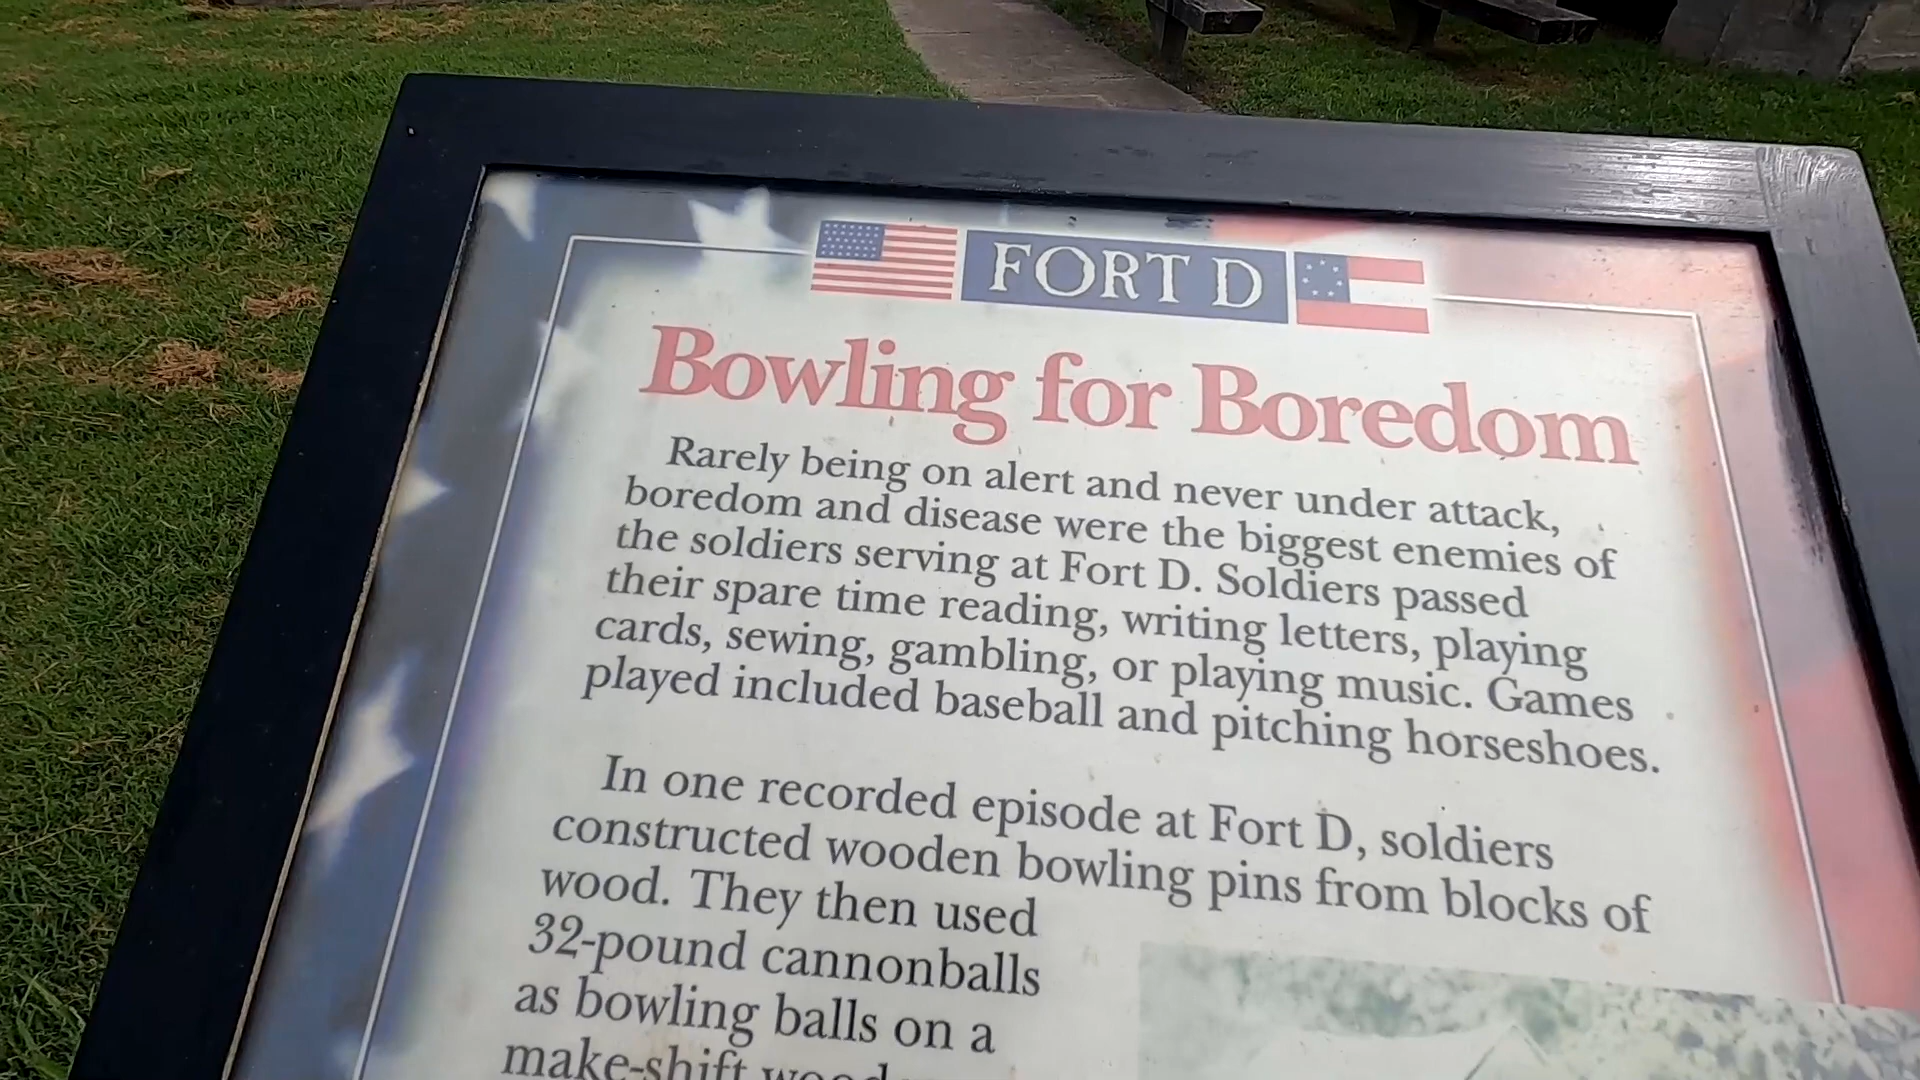 FORT D
Bowling for Boredom
Rarely being on alert and never under attack,
boredom and disease were the biggest enemies of
the soldiers serving at Fort D. Soldiers passed
their spare time reading, writing letters, playing
cards, sewing, gambling, or playing music. Games
played included baseball and pitching horseshoes.
In one recorded episode at Fort D, soldiers
constructed wooden bowling pins from blocks of
wood. They then used
32-pound cannonballs
as bowling balls on a
make-shift